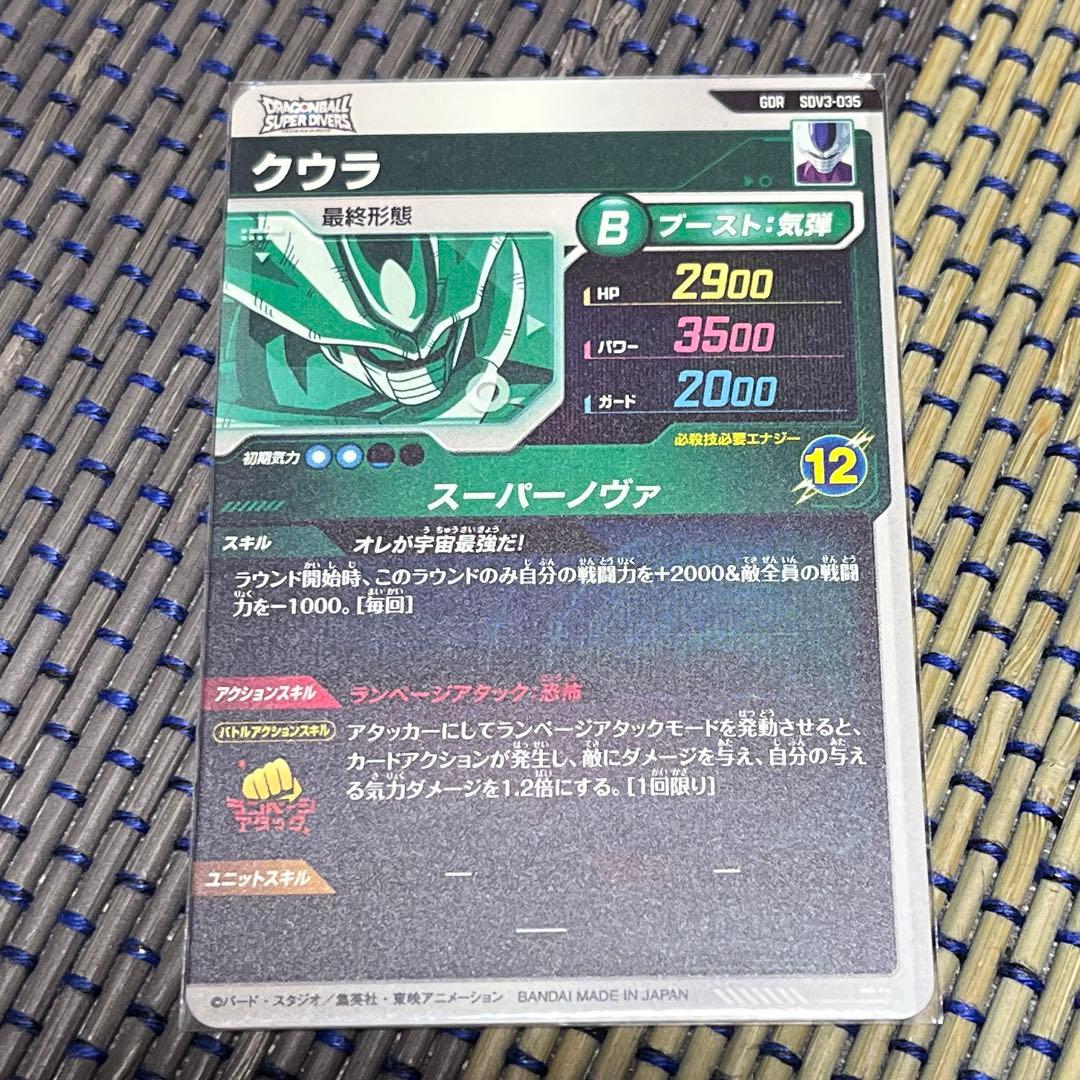 DRAGONBALL
SUPER DIVERS
GDR SDV3-035
クウラ
最終形態
B ブースト:気弾
HP 2900
パワー 3500
ガード 2000
初期気力
必殺技必要エナジー
12
スーパーノヴァ
スキル オレが宇宙最強だ!
ラウンド開始時、このラウンドのみ自分の戦闘力を+2000&敵全員の戦闘
力を−1000。[毎回]
アクションスキル ランページアタック:恐怖
バトルアクションスキル
ランページ
アタック
アタッカーにしてランページアタックモードを発動させると、
カードアクションが発生し、敵にダメージを与え、自分の与え
る気力ダメージを1.2倍にする。[1回限り]
ユニットスキル — —
—
©バード・スタジオ/集英社・東映アニメーション BANDAI MADE IN JAPAN